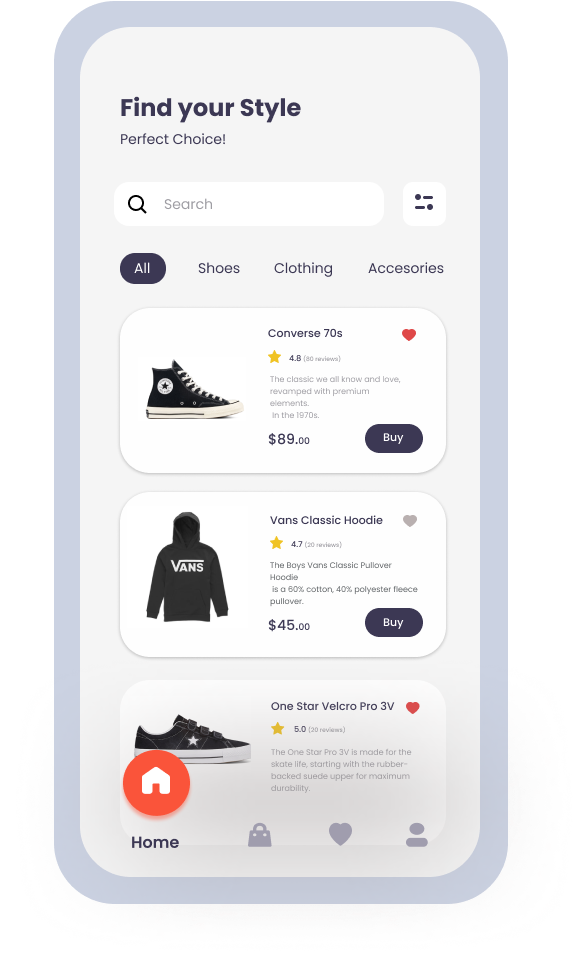 Find your Style
Perfect Choice!
Search
All Shoes Clothing Accesories
Converse 70s
4.8 (80 reviews)
The classic we all know and love,
revamped with premium
elements.
In the 1970s.
$89.00 Buy
Vans Classic Hoodie
4.7 (20 reviews)
The Boys Vans Classic Pullover
Hoodie
is a 60% cotton, 40% polyester fleece
pullover.
$45.00 Buy
VANS
One Star Velcro Pro 3V
5.0 (20 reviews)
The One Star Pro 3V is made for the
skate life, starting with the rubber-
backed suede upper for maximum
durability.
Home